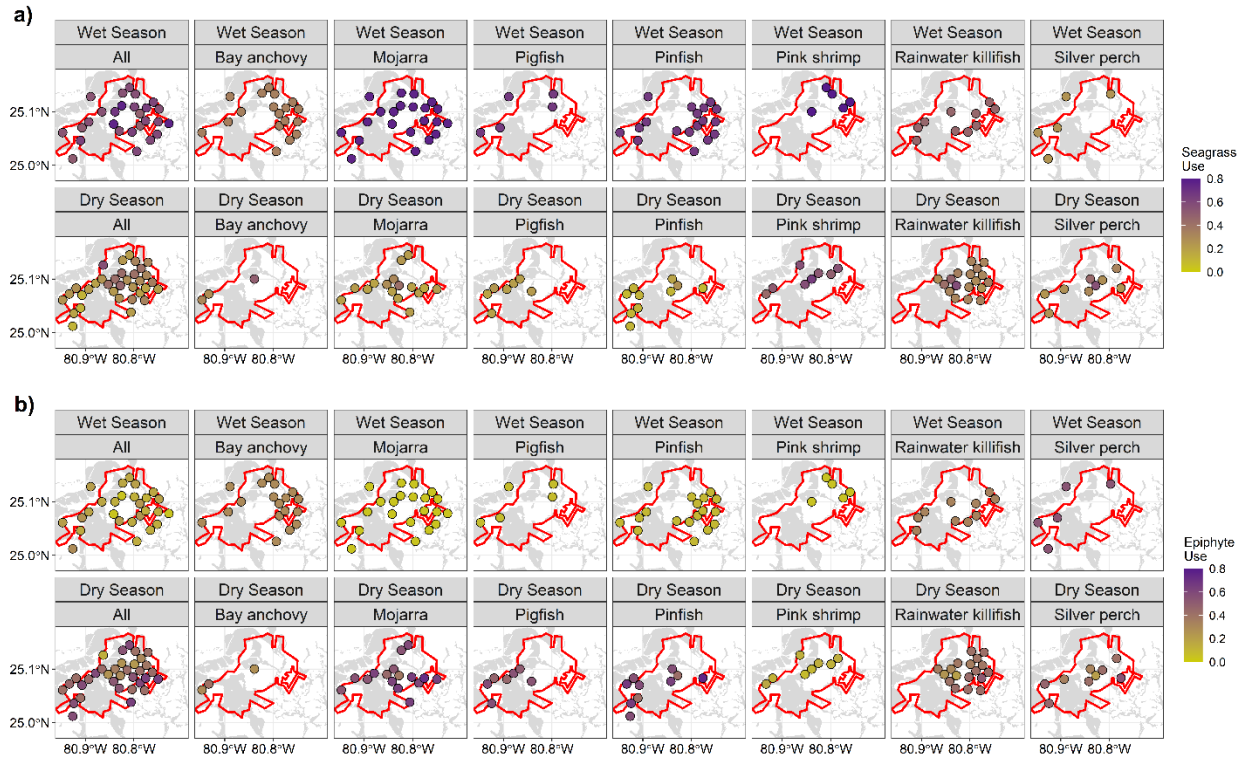 a)
Wet Season Wet Season Wet Season Wet Season Wet Season Wet Season Wet Season Wet Season
All Bay anchovy Mojarra Pigfish Pinfish Pink shrimp Rainwater killifish Silver perch
25.1°N
25.0°N
Seagrass
Use
0.8
0.6
0.4
0.2
0.0
Dry Season Dry Season Dry Season Dry Season Dry Season Dry Season Dry Season Dry Season
All Bay anchovy Mojarra Pigfish Pinfish Pink shrimp Rainwater killifish Silver perch
25.1°N
25.0°N
80.9°W 80.8°W 80.9°W 80.8°W 80.9°W 80.8°W 80.9°W 80.8°W 80.9°W 80.8°W 80.9°W 80.8°W 80.9°W 80.8°W 80.9°W 80.8°W
b)
Wet Season Wet Season Wet Season Wet Season Wet Season Wet Season Wet Season Wet Season
All Bay anchovy Mojarra Pigfish Pinfish Pink shrimp Rainwater killifish Silver perch
25.1°N
25.0°N
Epiphyte
Use
0.8
0.6
0.4
0.2
0.0
Dry Season Dry Season Dry Season Dry Season Dry Season Dry Season Dry Season Dry Season
All Bay anchovy Mojarra Pigfish Pinfish Pink shrimp Rainwater killifish Silver perch
25.1°N
25.0°N
80.9°W 80.8°W 80.9°W 80.8°W 80.9°W 80.8°W 80.9°W 80.8°W 80.9°W 80.8°W 80.9°W 80.8°W 80.9°W 80.8°W 80.9°W 80.8°W